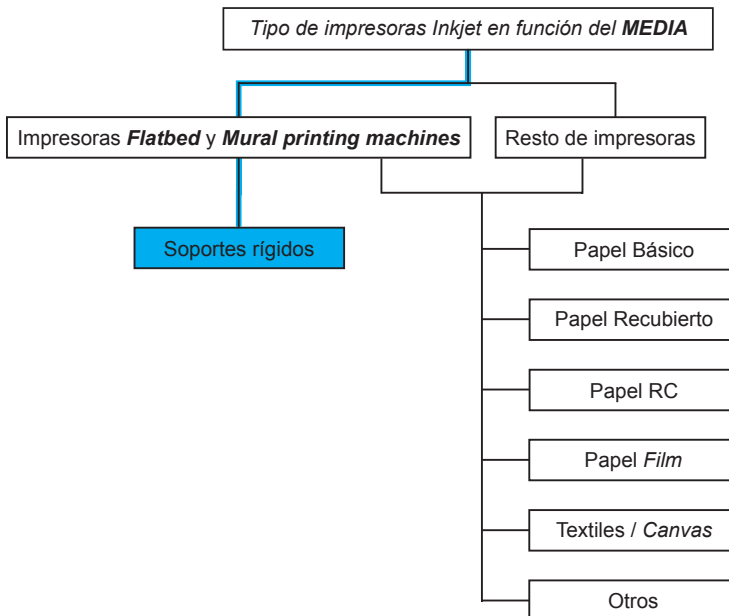 Tipo de impresoras Inkjet en función del MEDIA
Impresoras Flatbed y Mural printing machines
Resto de impresoras
Soportes rígidos
Papel Básico
Papel Recubierto
Papel RC
Papel Film
Textiles / Canvas
Otros